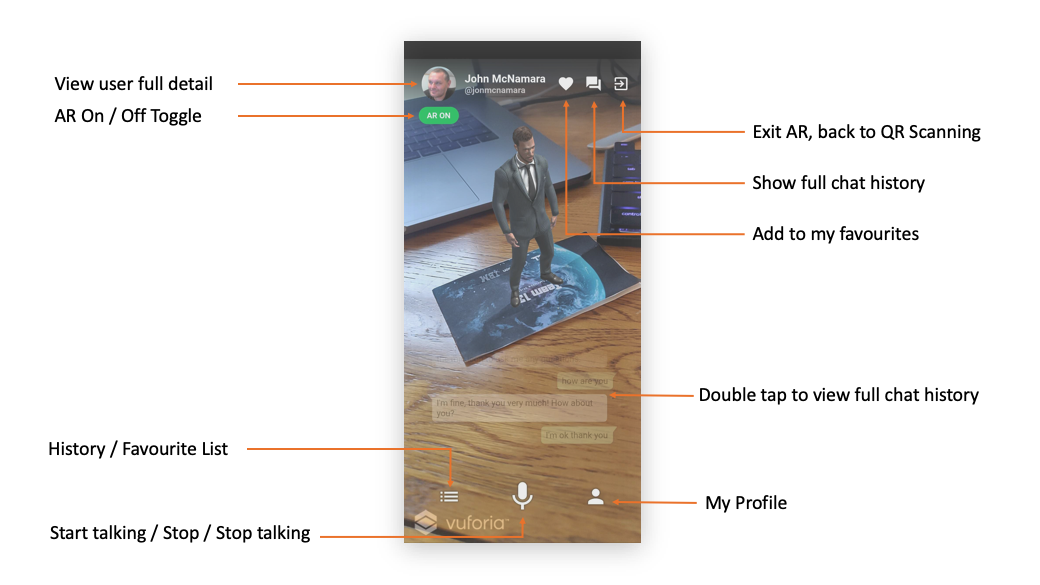 View user full detail
AR On / Off Toggle
John McNamara
@jonmcnamara
AR ON
Exit AR, back to QR Scanning
Show full chat history
Add to my favourites
IBM
Team
how are you
I'm fine, thank you very much! How about
you?
I'm ok thank you
Double tap to view full chat history
History / Favourite List
My Profile
vuforia™
Start talking / Stop / Stop talking